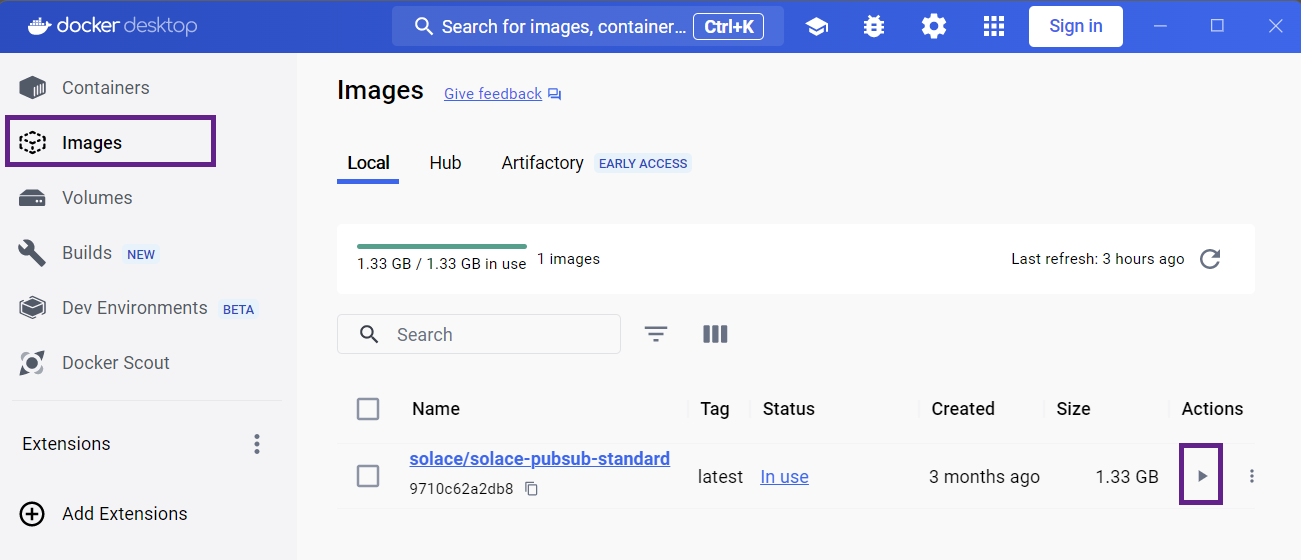 docker desktop
Search for images, container... Ctrl+K
Sign in
Containers
Images
Volumes
Builds NEW
Dev Environments BETA
Docker Scout
Extensions
Add Extensions
Images Give feedback
Local Hub Artifactory EARLY ACCESS
1.33 GB / 1.33 GB in use 1 images Last refresh: 3 hours ago
Search
Name Tag Status Created Size Actions
solace/solace-pubsub-standard
9710c62a2db8 latest In use 3 months ago 1.33 GB